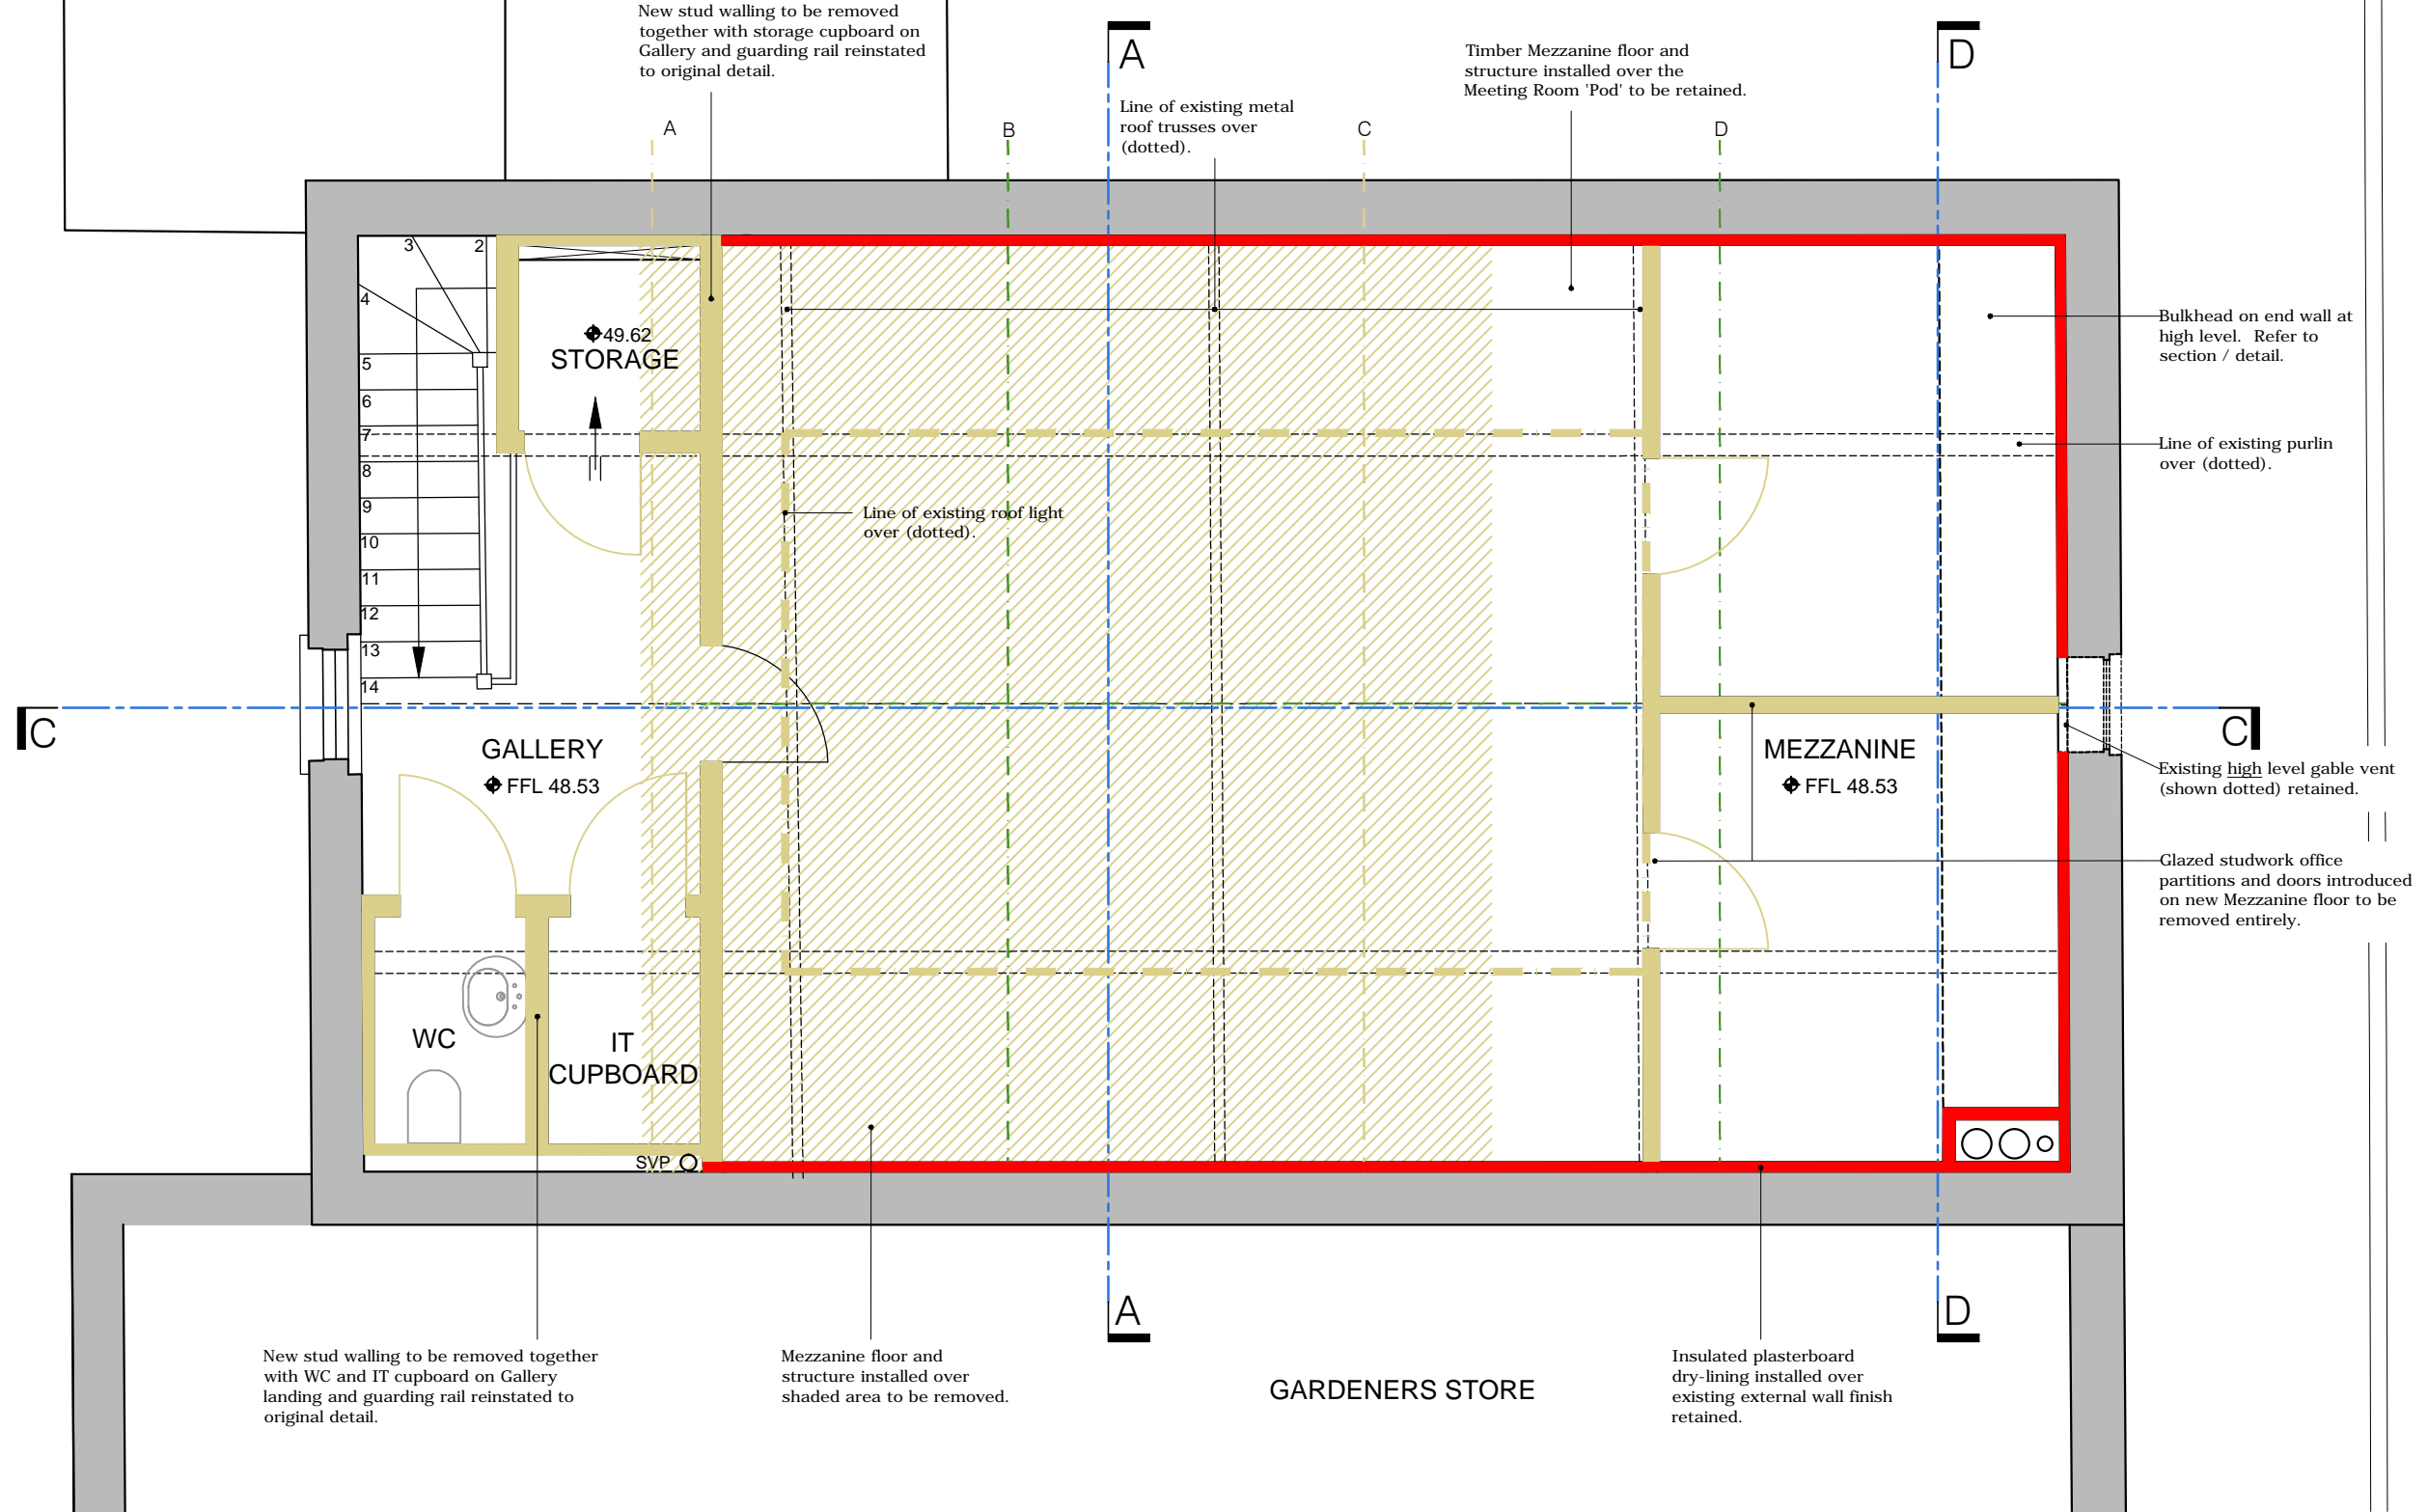 New stud walling to be removed
together with storage cupboard on
Gallery and guarding rail reinstated
to original detail.
A
D
Timber Mezzanine floor and
structure installed over the
Meeting Room 'Pod' to be retained.
Line of existing metal
roof trusses over
(dotted).
A
B
C
D
3
2
4
5
6
7
8
9
10
11
12
13
14
49.62
STORAGE
Bulkhead on end wall at
high level. Refer to
section / detail.
Line of existing purlin
over (dotted).
Line of existing roof light
over (dotted).
C
C
GALLERY
FFL 48.53
MEZZANINE
FFL 48.53
Existing high level gable vent
(shown dotted) retained.
Glazed studwork office
partitions and doors introduced
on new Mezzanine floor to be
removed entirely.
WC
IT
CUPBOARD
SVP
A
D
New stud walling to be removed together
with WC and IT cupboard on Gallery
landing and guarding rail reinstated to
original detail.
Mezzanine floor and
structure installed over
shaded area to be removed.
GARDENERS STORE
Insulated plasterboard
dry-lining installed over
existing external wall finish
retained.